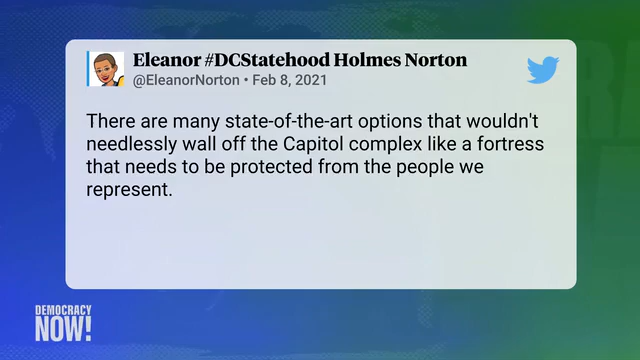 Eleanor #DCStatehood Holmes Norton
@EleanorNorton • Feb 8, 2021
There are many state-of-the-art options that wouldn't
needlessly wall off the Capitol complex like a fortress
that needs to be protected from the people we
represent.
DEMOCRACY
NOW!